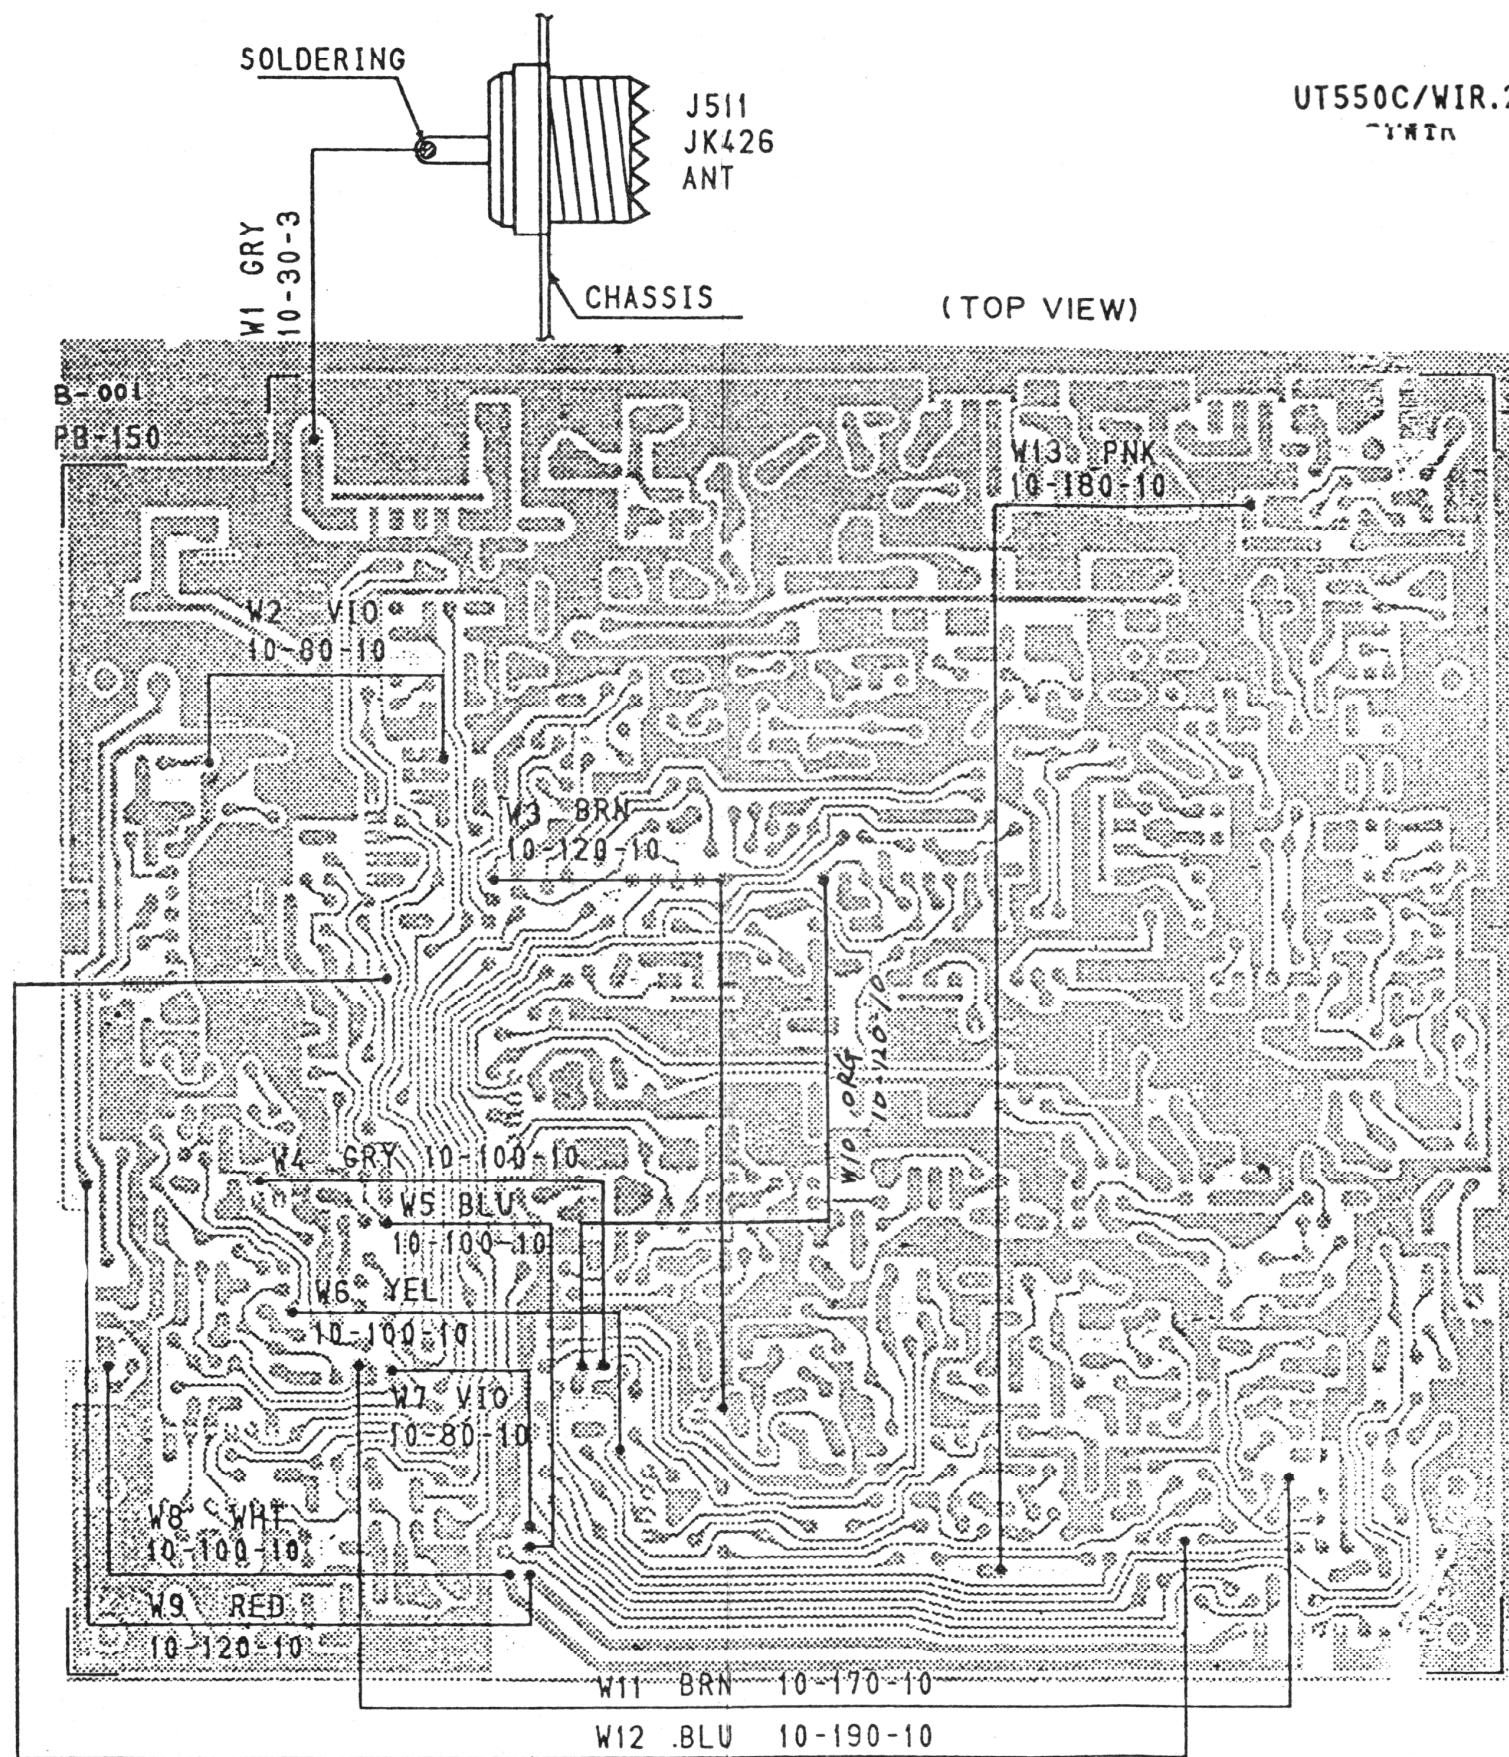 SOLDERING
J511
JK426
ANT
UT550C/WIR.
W1 GRY
10-30-3
CHASSIS
(TOP VIEW)
B-001
PB-150
W13 PNK
10-180-10
W2 VIO
10-80-10
W3 BRN
10-120-10
W10 ORG
10-120-10
W4 GRY 10-100-10
W5 BLU
10-100-10
W6 YEL
10-100-10
W7 VIO
10-80-10
W8 WHT
10-100-10
W9 RED
10-120-10
W11 BRN 10-170-10
W12 .BLU 10-190-10